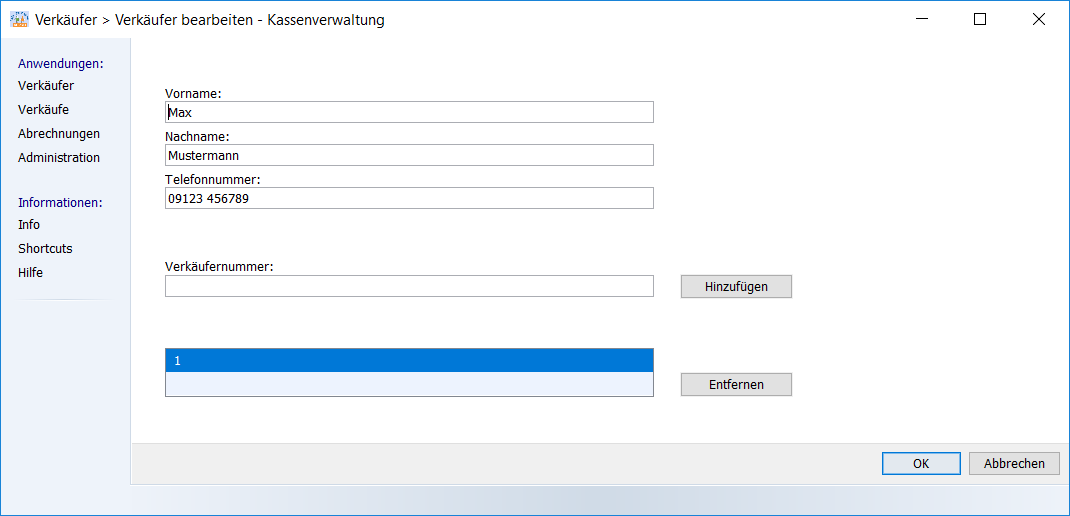 Verkäufer > Verkäufer bearbeiten - Kassenverwaltung
Anwendungen:
Verkäufer
Verkäufe
Abrechnungen
Administration
Informationen:
Info
Shortcuts
Hilfe
Vorname:
Max
Nachname:
Mustermann
Telefonnummer:
09123 456789
Verkäufernummer:
Hinzufügen
1
Entfernen
OK
Abbrechen